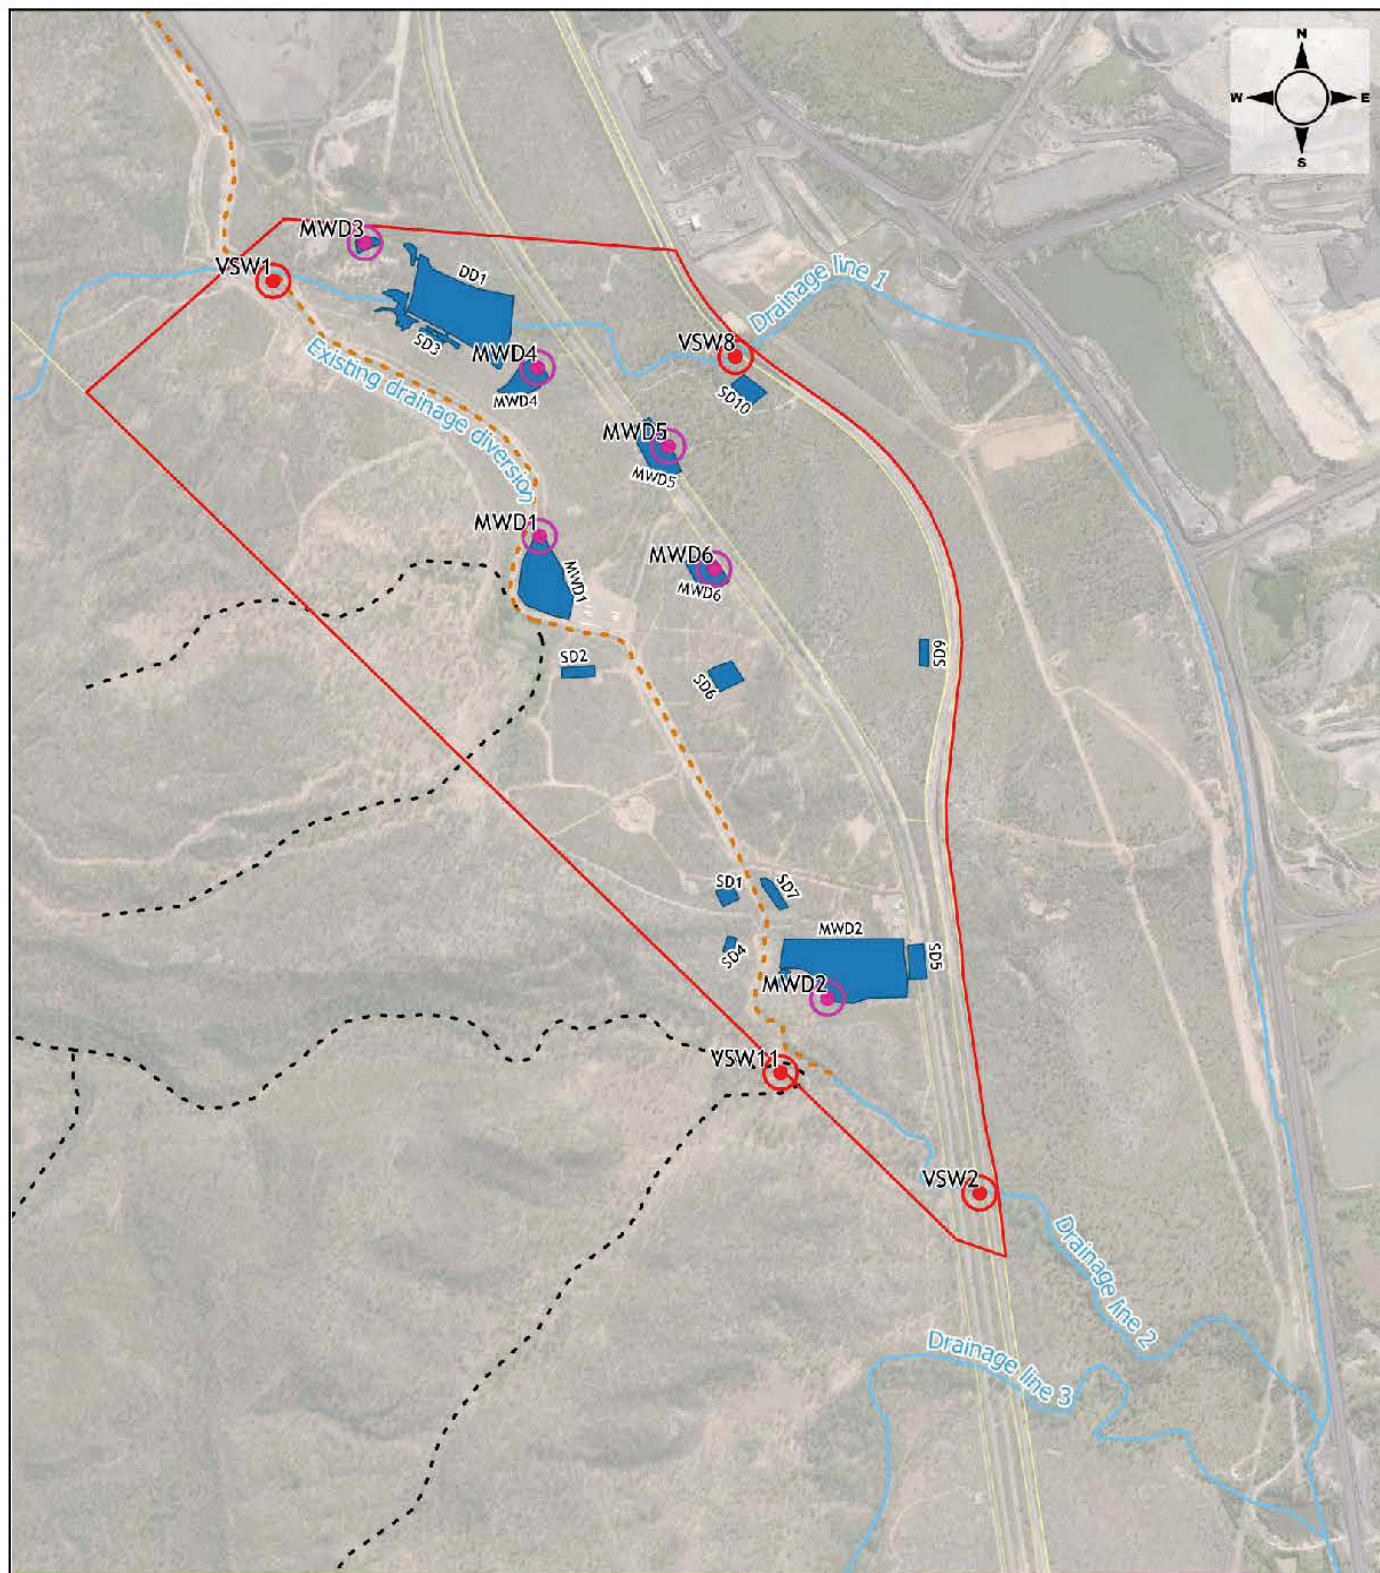 N
W E
S
MWD3
VSW1
DD1
Drainage line 1
SD3
VSW8
MWD4
MWD4
SD10
Existing drainage diversion
MWD5
MWD5
MWD1
MWD1
MWD6
MWD6
SD2
SD6
SD9
SD1
SD7
SD4
MWD2
SD5
MWD2
VSW11
VSW2
Drainage line 2
Drainage line 3